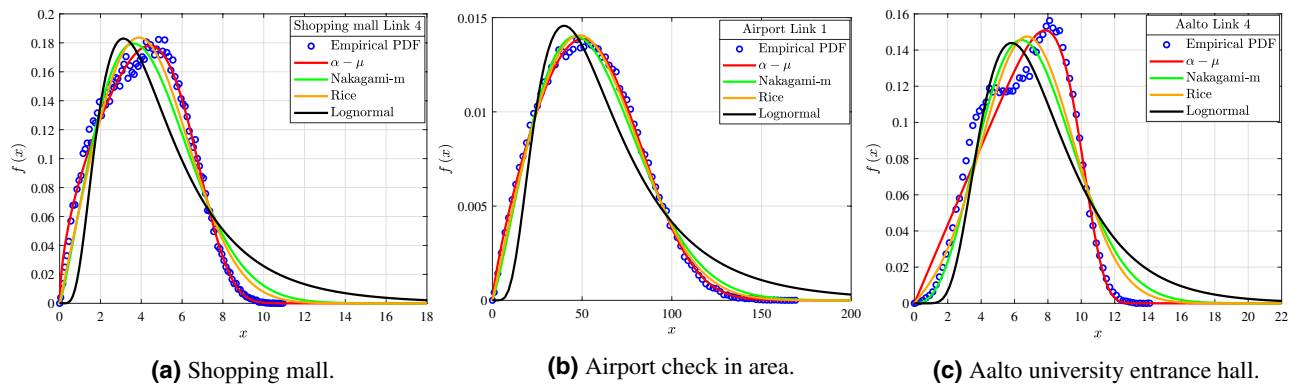 Shopping mall Link 4
Empirical PDF
α − μ
Nakagami-m
Rice
Lognormal
f (x)
0.2
0.18
0.16
0.14
0.12
0.1
0.08
0.06
0.04
0.02
0
0 2 4 6 8 10 12 14 16 18
x
(a) Shopping mall.
Airport Link 1
Empirical PDF
α − μ
Nakagami-m
Rice
Lognormal
f (x)
0.015
0.01
0.005
0
0 50 100 150 200
x
(b) Airport check in area.
Aalto Link 4
Empirical PDF
α − μ
Nakagami-m
Rice
Lognormal
f (x)
0.16
0.14
0.12
0.1
0.08
0.06
0.04
0.02
0
0 2 4 6 8 10 12 14 16 18 20 22
x
(c) Aalto university entrance hall.